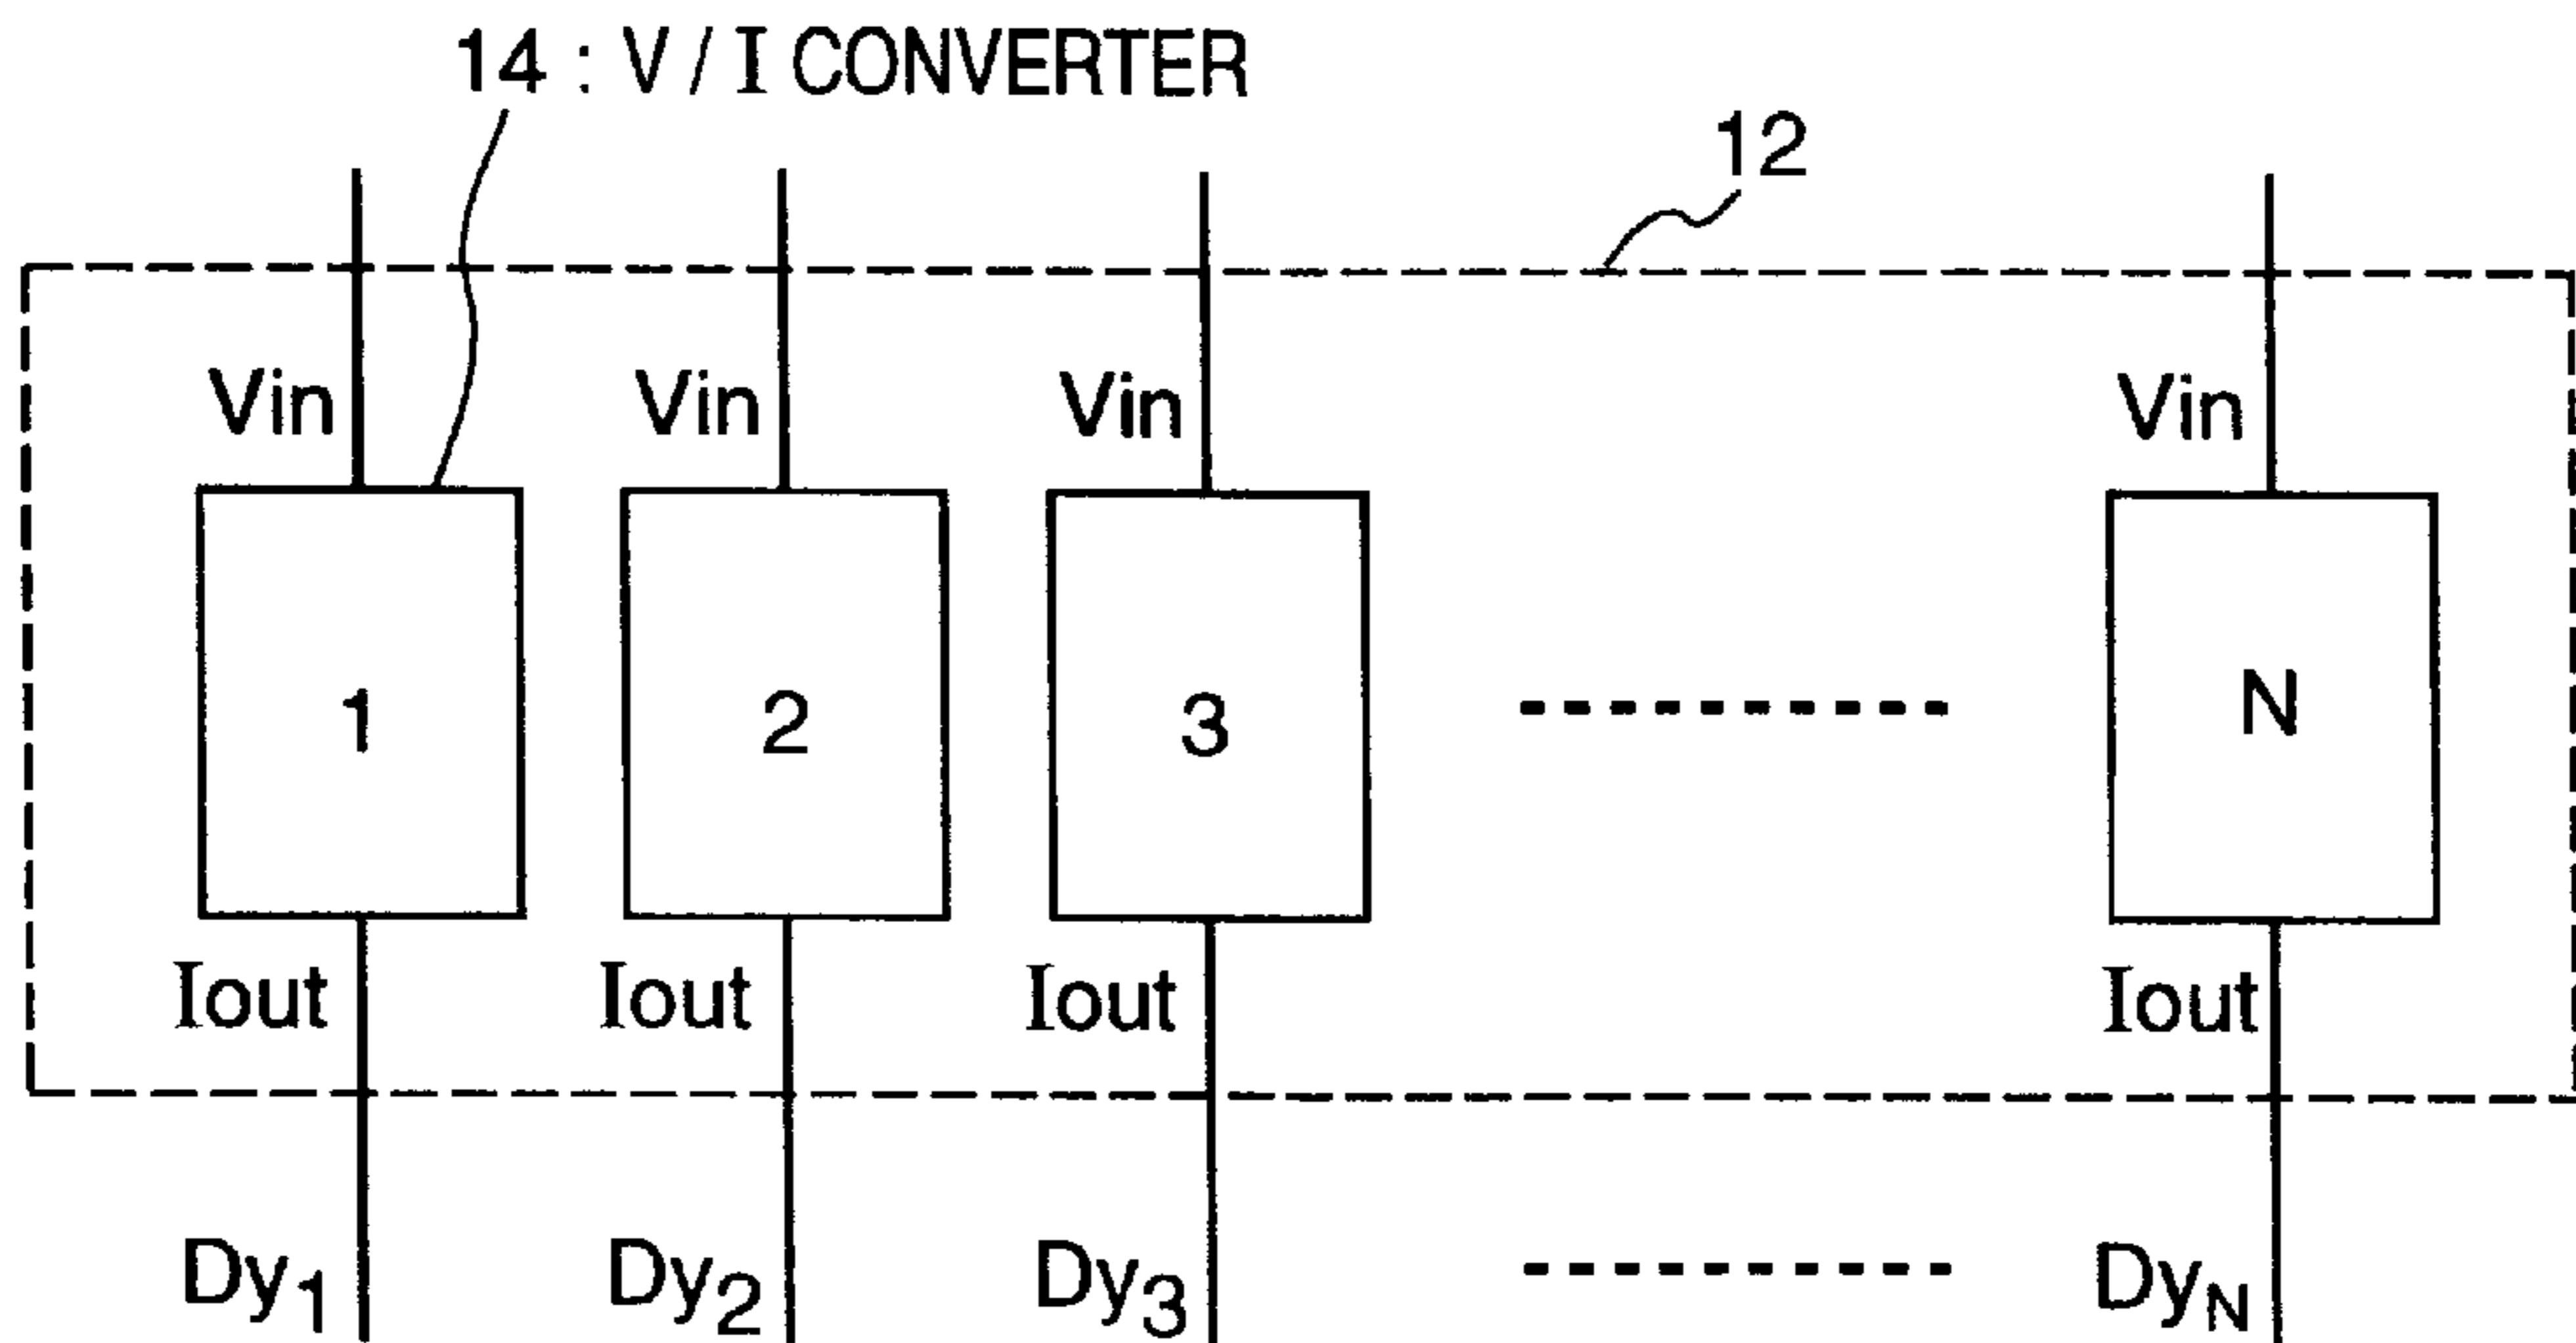 14 : V / I CONVERTER
12
Vin Vin Vin Vin
1 2 3 N
Iout Iout Iout Iout
Dy1 Dy2 Dy3 DyN